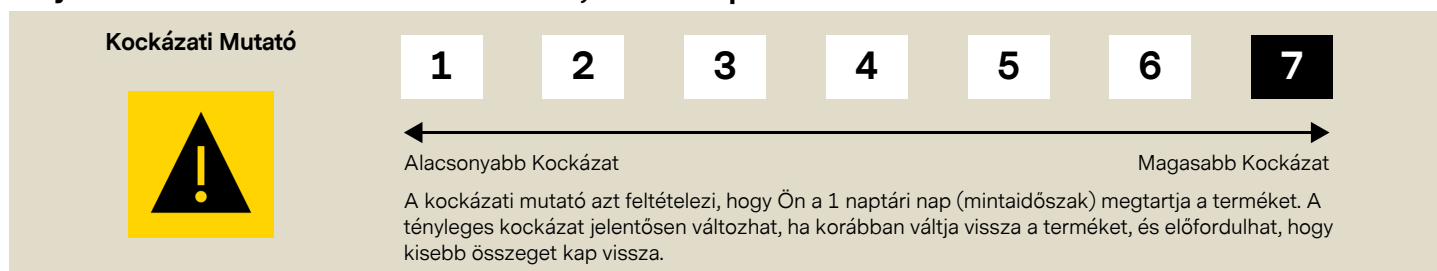 Kockázati Mutató
1 2 3 4 5 6 7
Alacsonyabb Kockázat Magasabb Kockázat
A kockázati mutató azt feltételezi, hogy Ön a 1 naptári nap (mintaidőszak) megtartja a terméket. A
tényleges kockázat jelentősen változhat, ha korábban váltja vissza a terméket, és előfordulhat, hogy
kisebb összeget kap vissza.